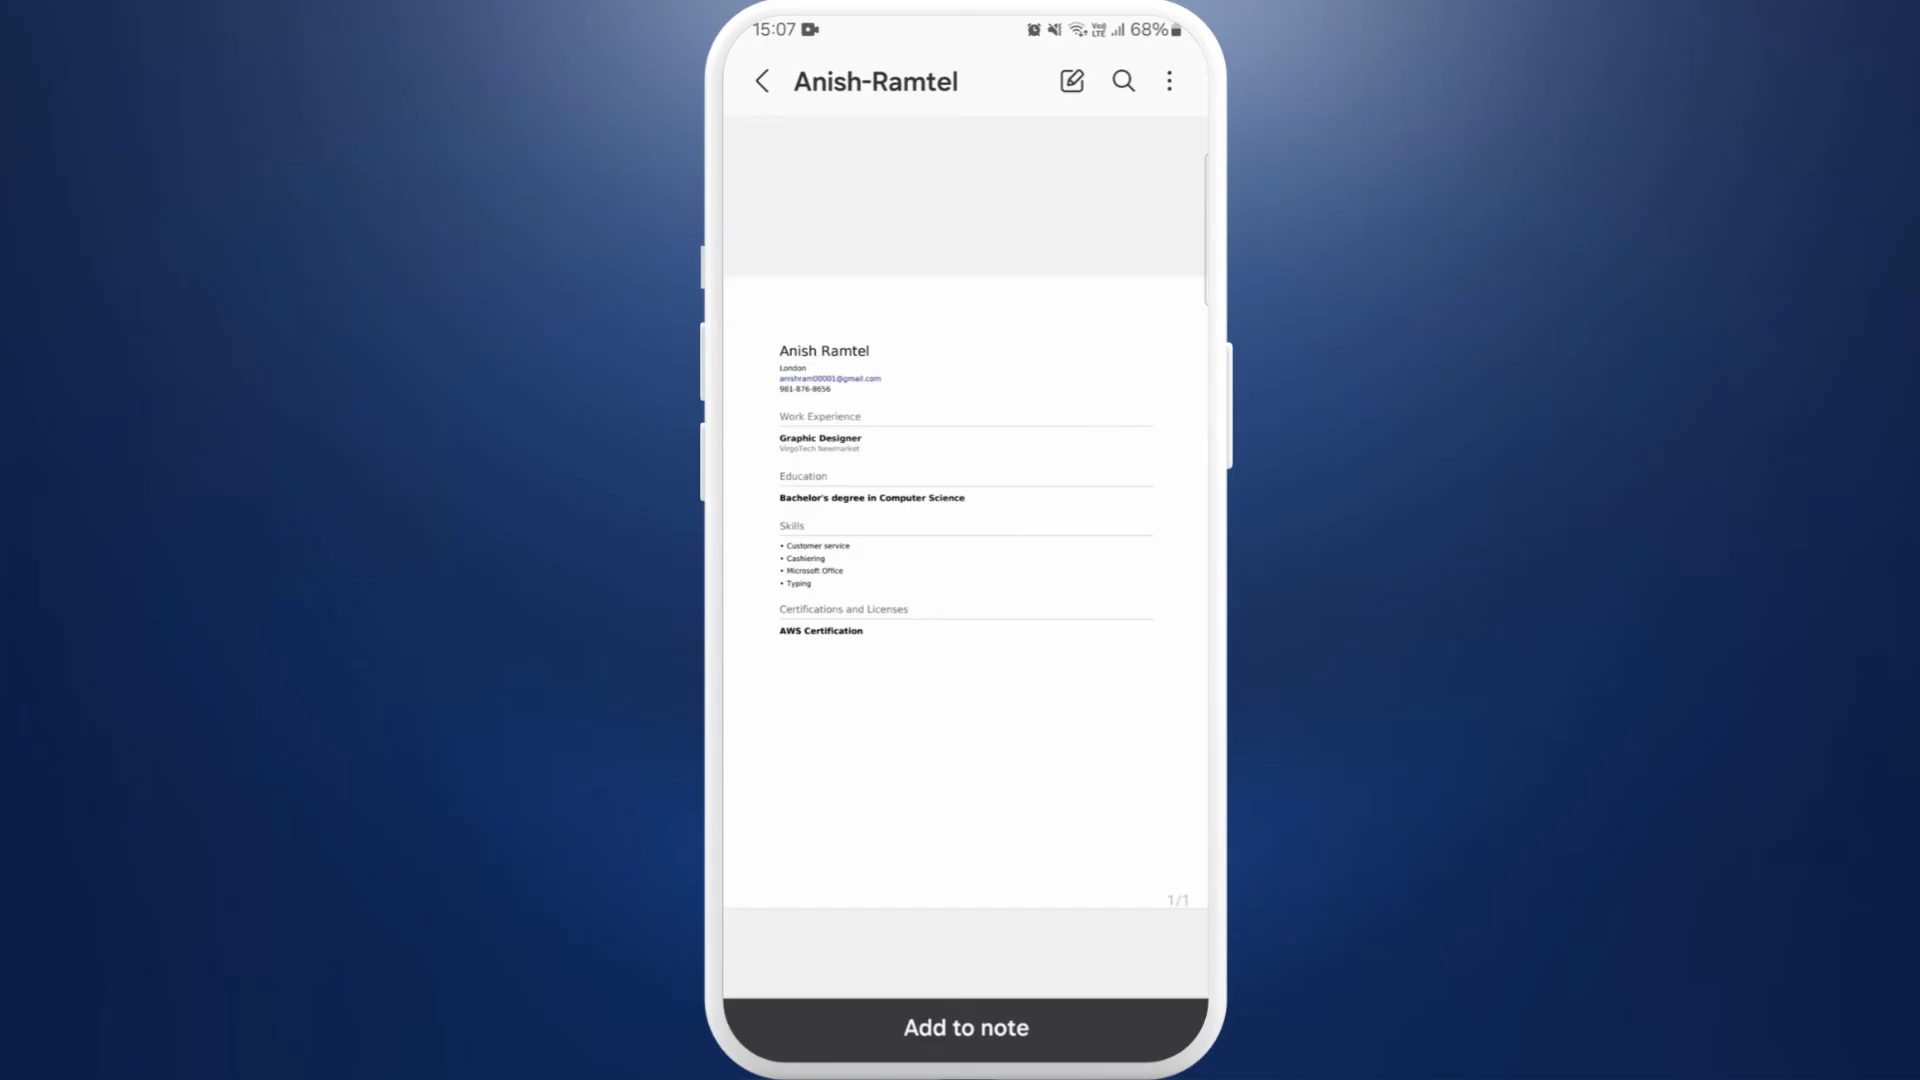 15:07 Vo) LTE 68%
Anish-Ramtel
Anish Ramtel
London
anishram00001@gmail.com
981-876-8656
Work Experience
Graphic Designer
VirgoTech Newmarket
Education
Bachelor's degree in Computer Science
Skills
• Customer service
• Cashiering
• Microsoft Office
• Typing
Certifications and Licenses
AWS Certification
1/1
Add to note